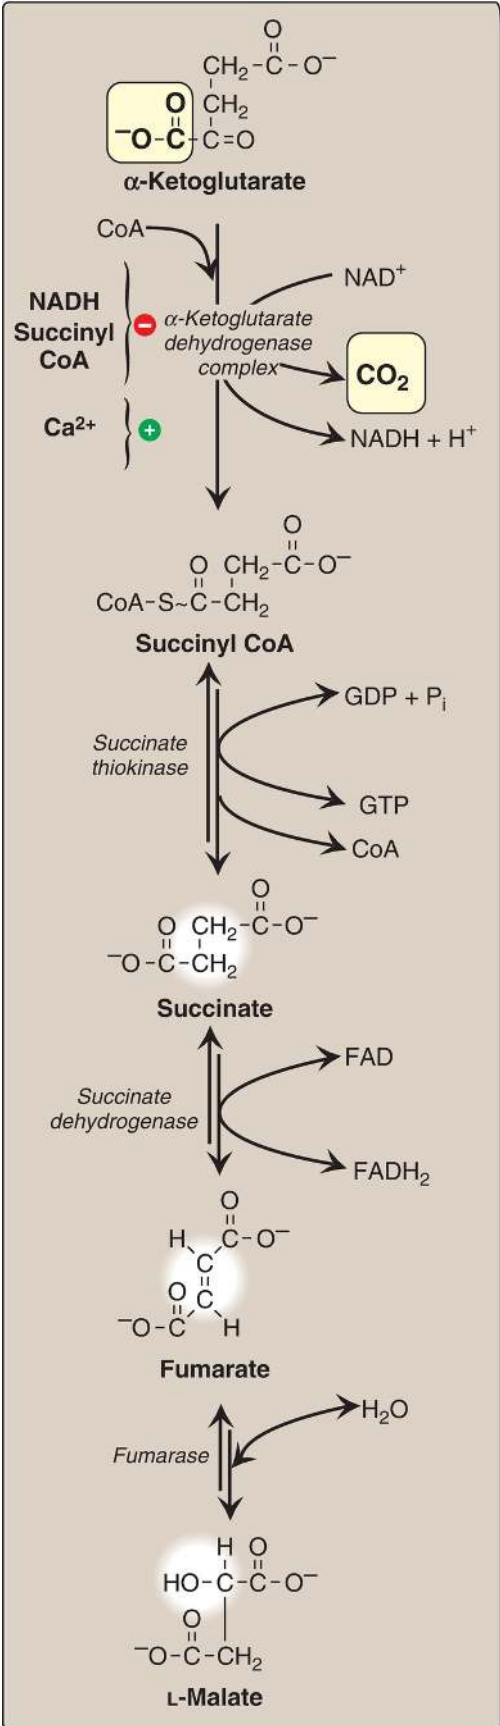 O
CH₂–C–O⁻
O CH₂
⁻O–C–C=O
α-Ketoglutarate
CoA
NAD⁺
NADH
Succinyl
CoA
–
α-Ketoglutarate
dehydrogenase
complex
CO₂
Ca²⁺
+
NADH + H⁺
O
O CH₂–C–O⁻
CoA–S~C–CH₂
Succinyl CoA
GDP + Pᵢ
Succinate
thiokinase
GTP
CoA
O
O CH₂–C–O⁻
⁻O–C–CH₂
Succinate
FAD
Succinate
dehydrogenase
FADH₂
O
H C–O⁻
C
O C
⁻O–C H
Fumarate
H₂O
Fumarase
H O
HO–C–C–O⁻
O
⁻O–C–CH₂
L-Malate